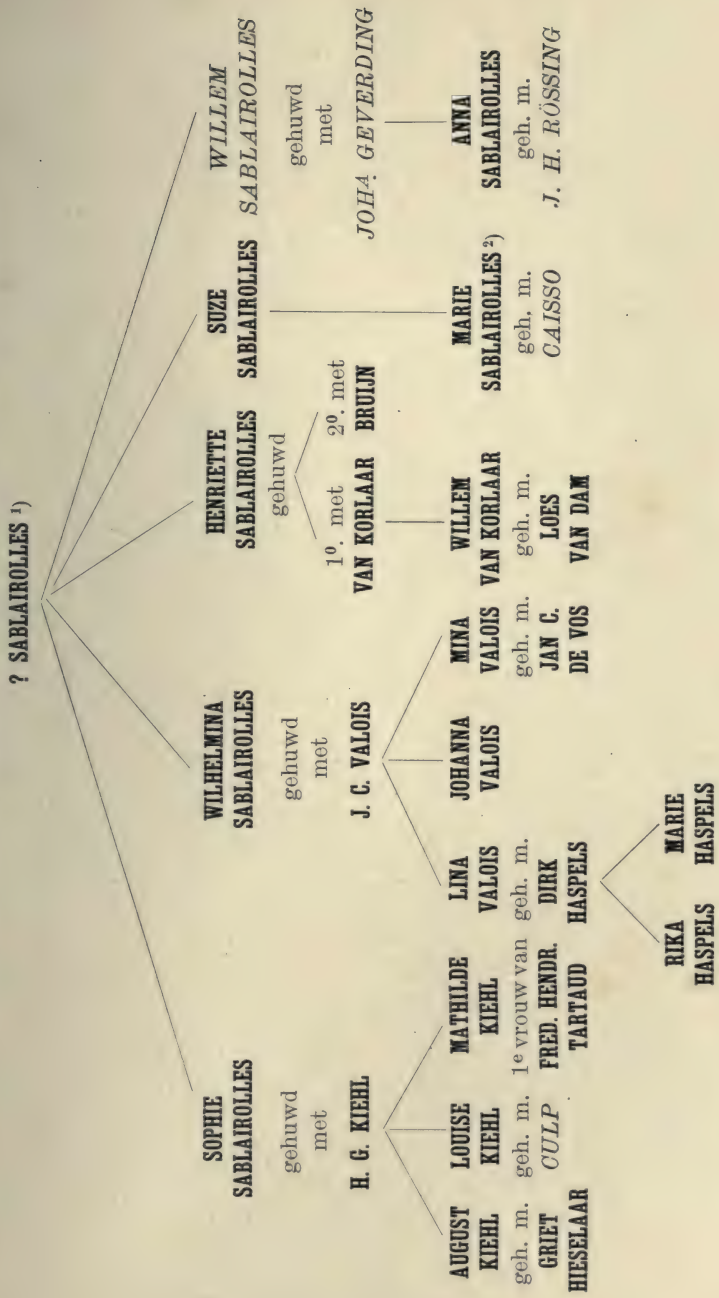 ? SABLAIROLLES ¹)
SOPHIE
SABLAIROLLES
gehuwd
met
H. G. KIEHL
WILHELMINA
SABLAIROLLES
gehuwd
met
J. C. VALOIS
HENRIETTE
SABLAIROLLES
gehuwd
1⁰. met
VAN KORLAAR
2⁰. met
BRUIJN
SUZE
SABLAIROLLES
WILLEM
SABLAIROLLES
gehuwd
met
JOHA. GEVERDING
AUGUST
KIEHL
geh. m.
GRIET
HIESELAAR
LOUISE
KIEHL
geh. m.
CULP
MATHILDE
KIEHL
1e vrouw van
FRED. HENDR.
TARTAUD
LINA
VALOIS
geh. m.
DIRK
HASPELS
JOHANNA
VALOIS
MINA
VALOIS
geh. m.
JAN C.
DE VOS
WILLEM
VAN KORLAAR
geh. m.
LOES
VAN DAM
MARIE
SABLAIROLLES ²)
geh. m.
CAISSO
ANNA
SABLAIROLLES
geh. m.
J. H. RÖSSING
RIKA
HASPELS
MARIE
HASPELS